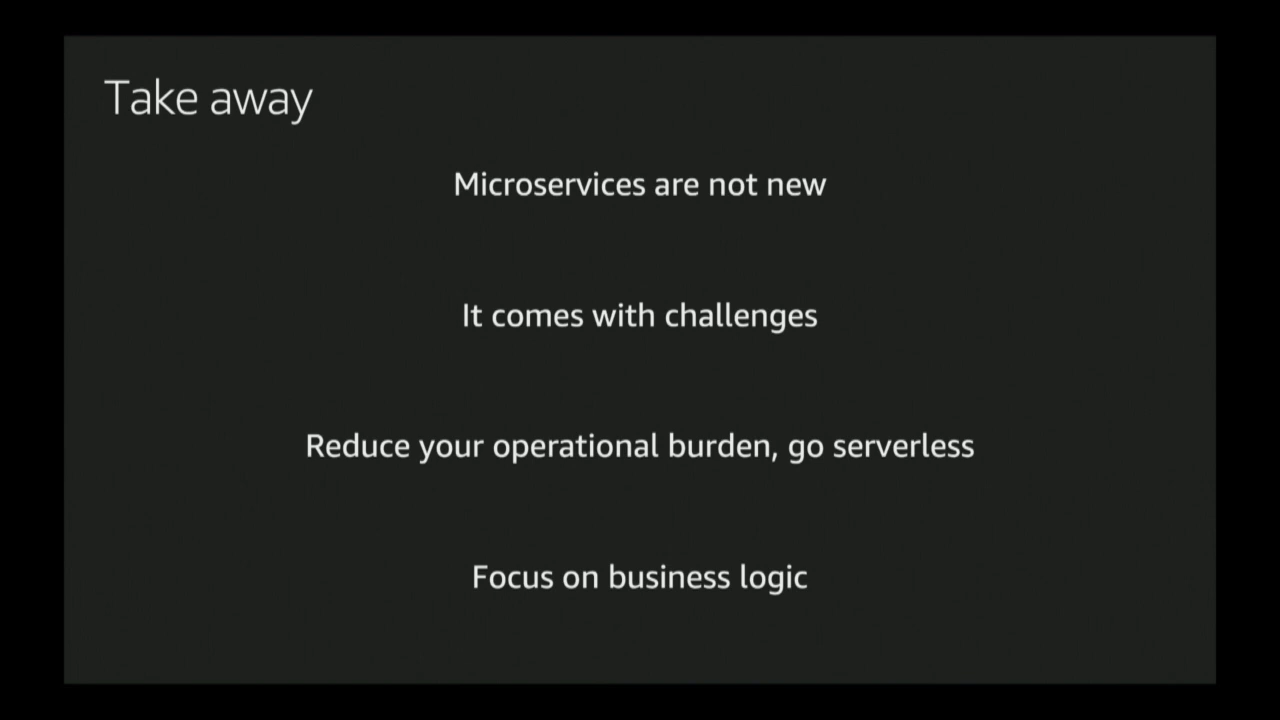 Take away
Microservices are not new
It comes with challenges
Reduce your operational burden, go serverless
Focus on business logic